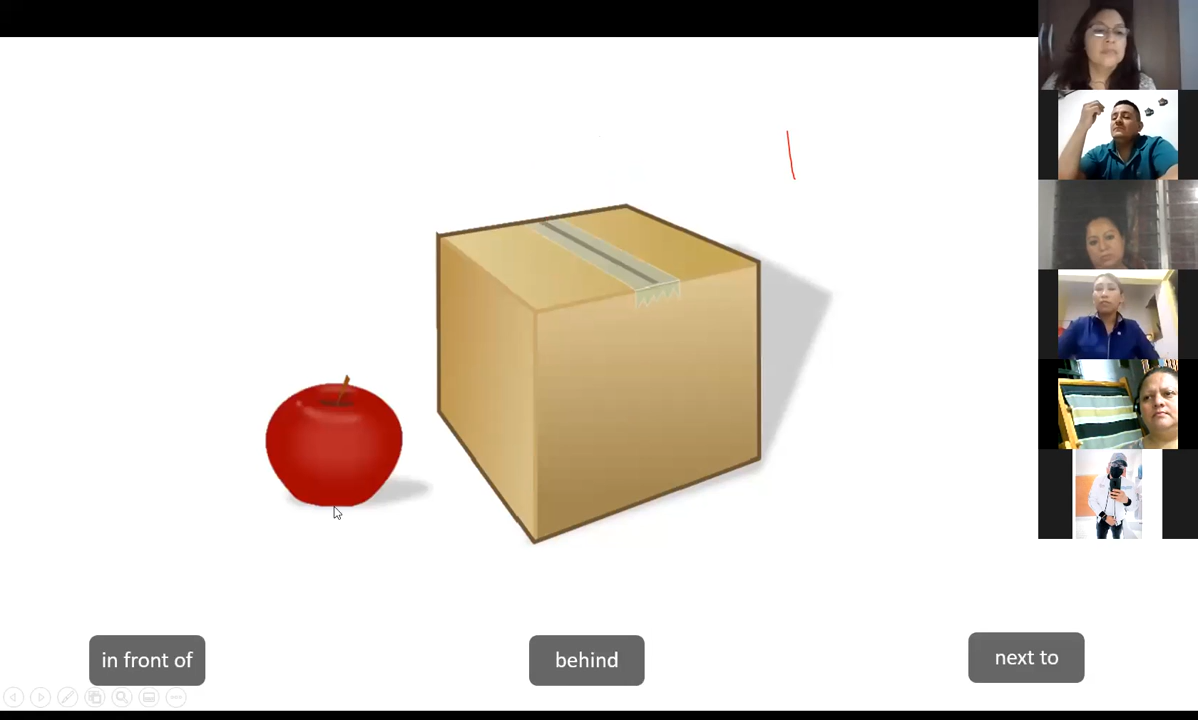 in front of
behind
next to